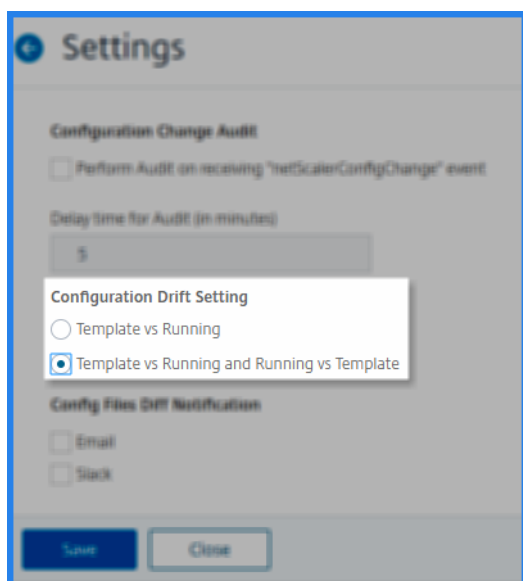 Settings
Configuration Change Audit
Perform Audit on receiving "netScalerConfigChange" event
Delay time for Audit (in minutes)
5
Configuration Drift Setting
Template vs Running
Template vs Running and Running vs Template
Config Files Diff Notification
Email
Slack
Save Close